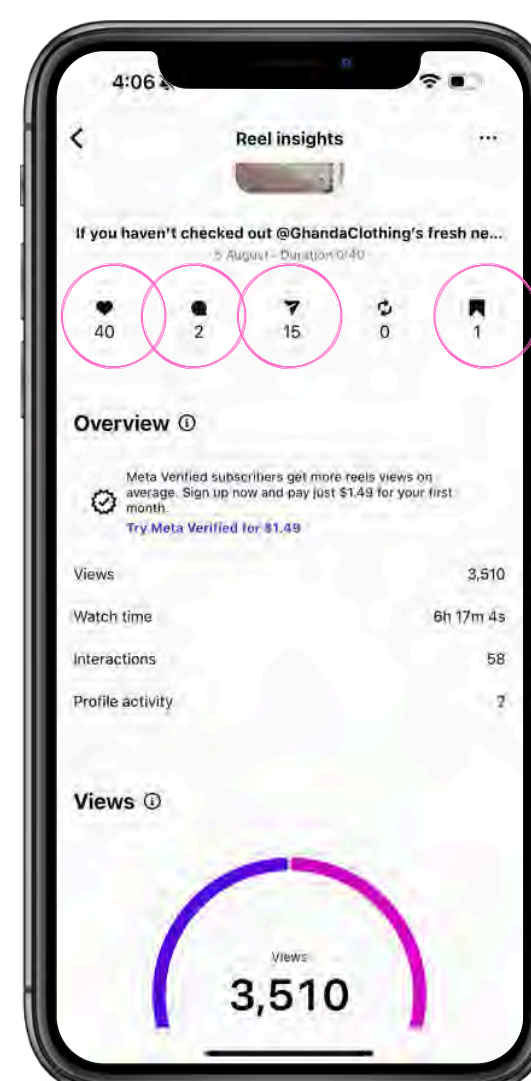 4:06
Reel insights
If you haven't checked out @GhandaClothing's fresh ne...
5 August · Duration 0:40
40 2 15 0 1
Overview
Meta Verified subscribers get more reels views on
average. Sign up now and pay just $1.49 for your first
month.
Try Meta Verified for $1.49
Views 3,510
Watch time 6h 17m 4s
Interactions 58
Profile activity
Views
Views
3,510